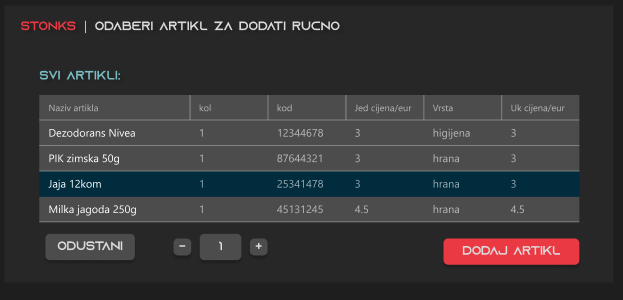 STONKS | ODABERI ARTIKL ZA DODATI RUCNO
SVI ARTIKLI:
Naziv artikla kol kod Jed cijena/eur Vrsta Uk cijena/eur
Dezodorans Nivea 1 12344678 3 higijena 3
PIK zimska 50g 1 87644321 3 hrana 3
Jaja 12kom 1 25341478 3 hrana 3
Milka jagoda 250g 1 45131245 4.5 hrana 4.5
ODUSTANI − 1 + DODAJ ARTIKL